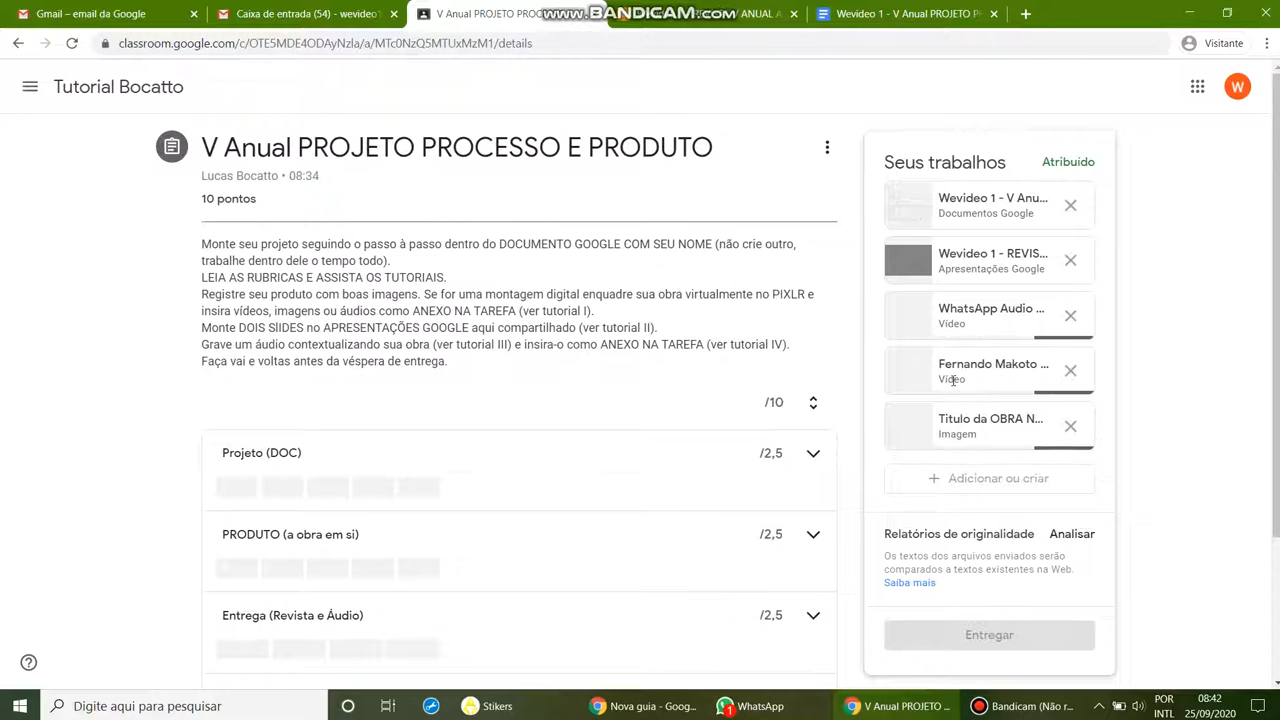 Gmail - email da Google
Caixa de entrada (54) - wevideo1
V Anual PROJETO PROC
www.BANDICAM.com
/ ANUAL A
Wevideo 1 - V Anual PROJETO P
classroom.google.com/c/OTE5MDE4ODAyNzla/a/MTc0NzQ5MTUxMzM1/details
Visitante
Tutorial Bocatto
W
V Anual PROJETO PROCESSO E PRODUTO
Lucas Bocatto • 08:34
10 pontos
Monte seu projeto seguindo o passo à passo dentro do DOCUMENTO GOOGLE COM SEU NOME (não crie outro,
trabalhe dentro dele o tempo todo).
LEIA AS RUBRICAS E ASSISTA OS TUTORIAIS.
Registre seu produto com boas imagens. Se for uma montagem digital enquadre sua obra virtualmente no PIXLR e
insira vídeos, imagens ou áudios como ANEXO NA TAREFA (ver tutorial I).
Monte DOIS SlIDES no APRESENTAÇÕES GOOGLE aqui compartilhado (ver tutorial II).
Grave um áudio contextualizando sua obra (ver tutorial III) e insira-o como ANEXO NA TAREFA (ver tutorial IV).
Faça vai e voltas antes da véspera de entrega.
/10
Projeto (DOC)
/2,5
PRODUTO (a obra em si)
/2,5
Entrega (Revista e Áudio)
/2,5
Seus trabalhos
Atribuído
Wevideo 1 - V Anu...
Documentos Google
Wevideo 1 - REVIS...
Apresentações Google
WhatsApp Audio ...
Vídeo
Fernando Makoto ...
Vídeo
Titulo da OBRA N...
Imagem
+ Adicionar ou criar
Relatórios de originalidade
Analisar
Os textos dos arquivos enviados serão
comparados a textos existentes na Web.
Saiba mais
Entregar
Digite aqui para pesquisar
Stikers
Nova guia - Goog...
1
WhatsApp
V Anual PROJETO ...
Bandicam (Não r...
POR
INTL
08:42
25/09/2020